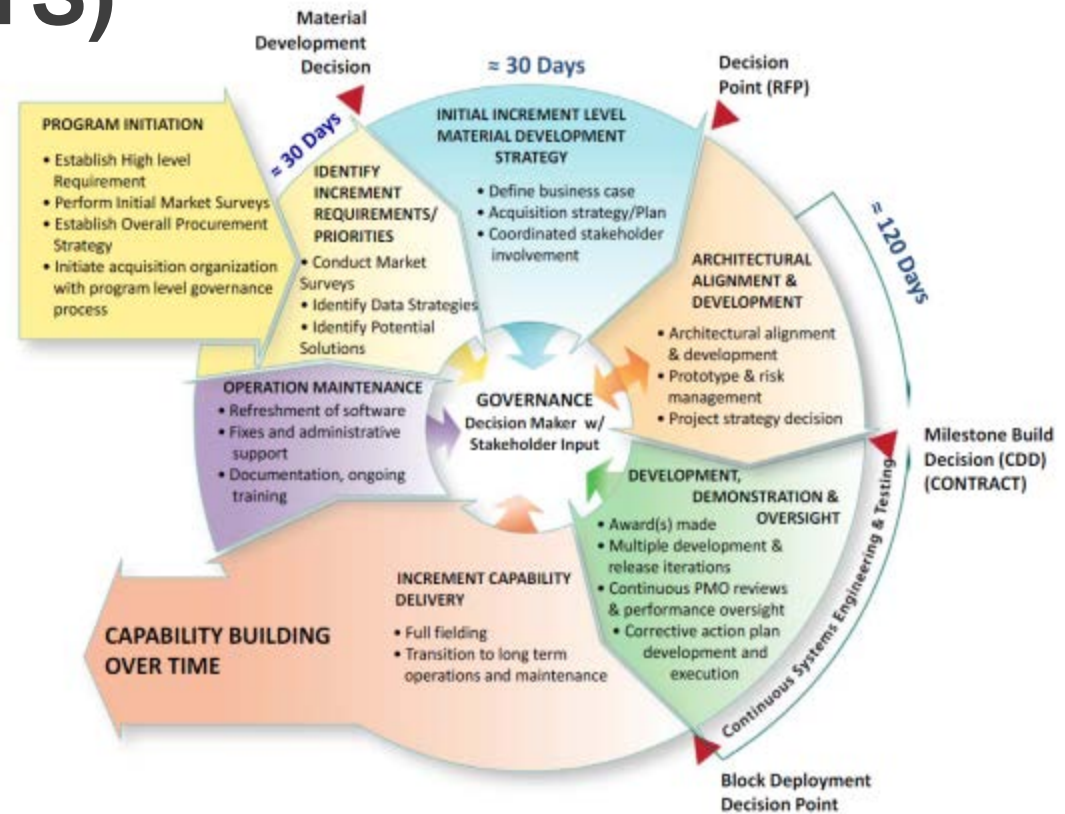 TS)
Material
Development
Decision
≈ 30 Days
Decision
Point (RFP)
PROGRAM INITIATION
• Establish High level
Requirement
• Perform Initial Market Surveys
• Establish Overall Procurement
Strategy
• Initiate acquisition organization
with program level governance
process
≈ 30 Days
IDENTIFY
INCREMENT
REQUIREMENTS/
PRIORITIES
• Conduct Market
Surveys
• Identify Data Strategies
• Identify Potential
Solutions
INITIAL INCREMENT LEVEL
MATERIAL DEVELOPMENT
STRATEGY
• Define business case
• Acquisition strategy/Plan
• Coordinated stakeholder
involvement
ARCHITECTURAL
ALIGNMENT &
DEVELOPMENT
• Architectural alignment
& development
• Prototype & risk
management
• Project strategy decision
≈ 120 Days
OPERATION MAINTENANCE
• Refreshment of software
• Fixes and administrative
support
• Documentation, ongoing
training
GOVERNANCE
Decision Maker w/
Stakeholder Input
Milestone Build
Decision (CDD)
(CONTRACT)
DEVELOPMENT,
DEMONSTRATION &
OVERSIGHT
• Award(s) made
• Multiple development &
release iterations
• Continuous PMO reviews
& performance oversight
• Corrective action plan
development and
execution
Continuous Systems Engineering & Testing
INCREMENT CAPABILITY
DELIVERY
• Full fielding
• Transition to long term
operations and maintenance
CAPABILITY BUILDING
OVER TIME
Block Deployment
Decision Point